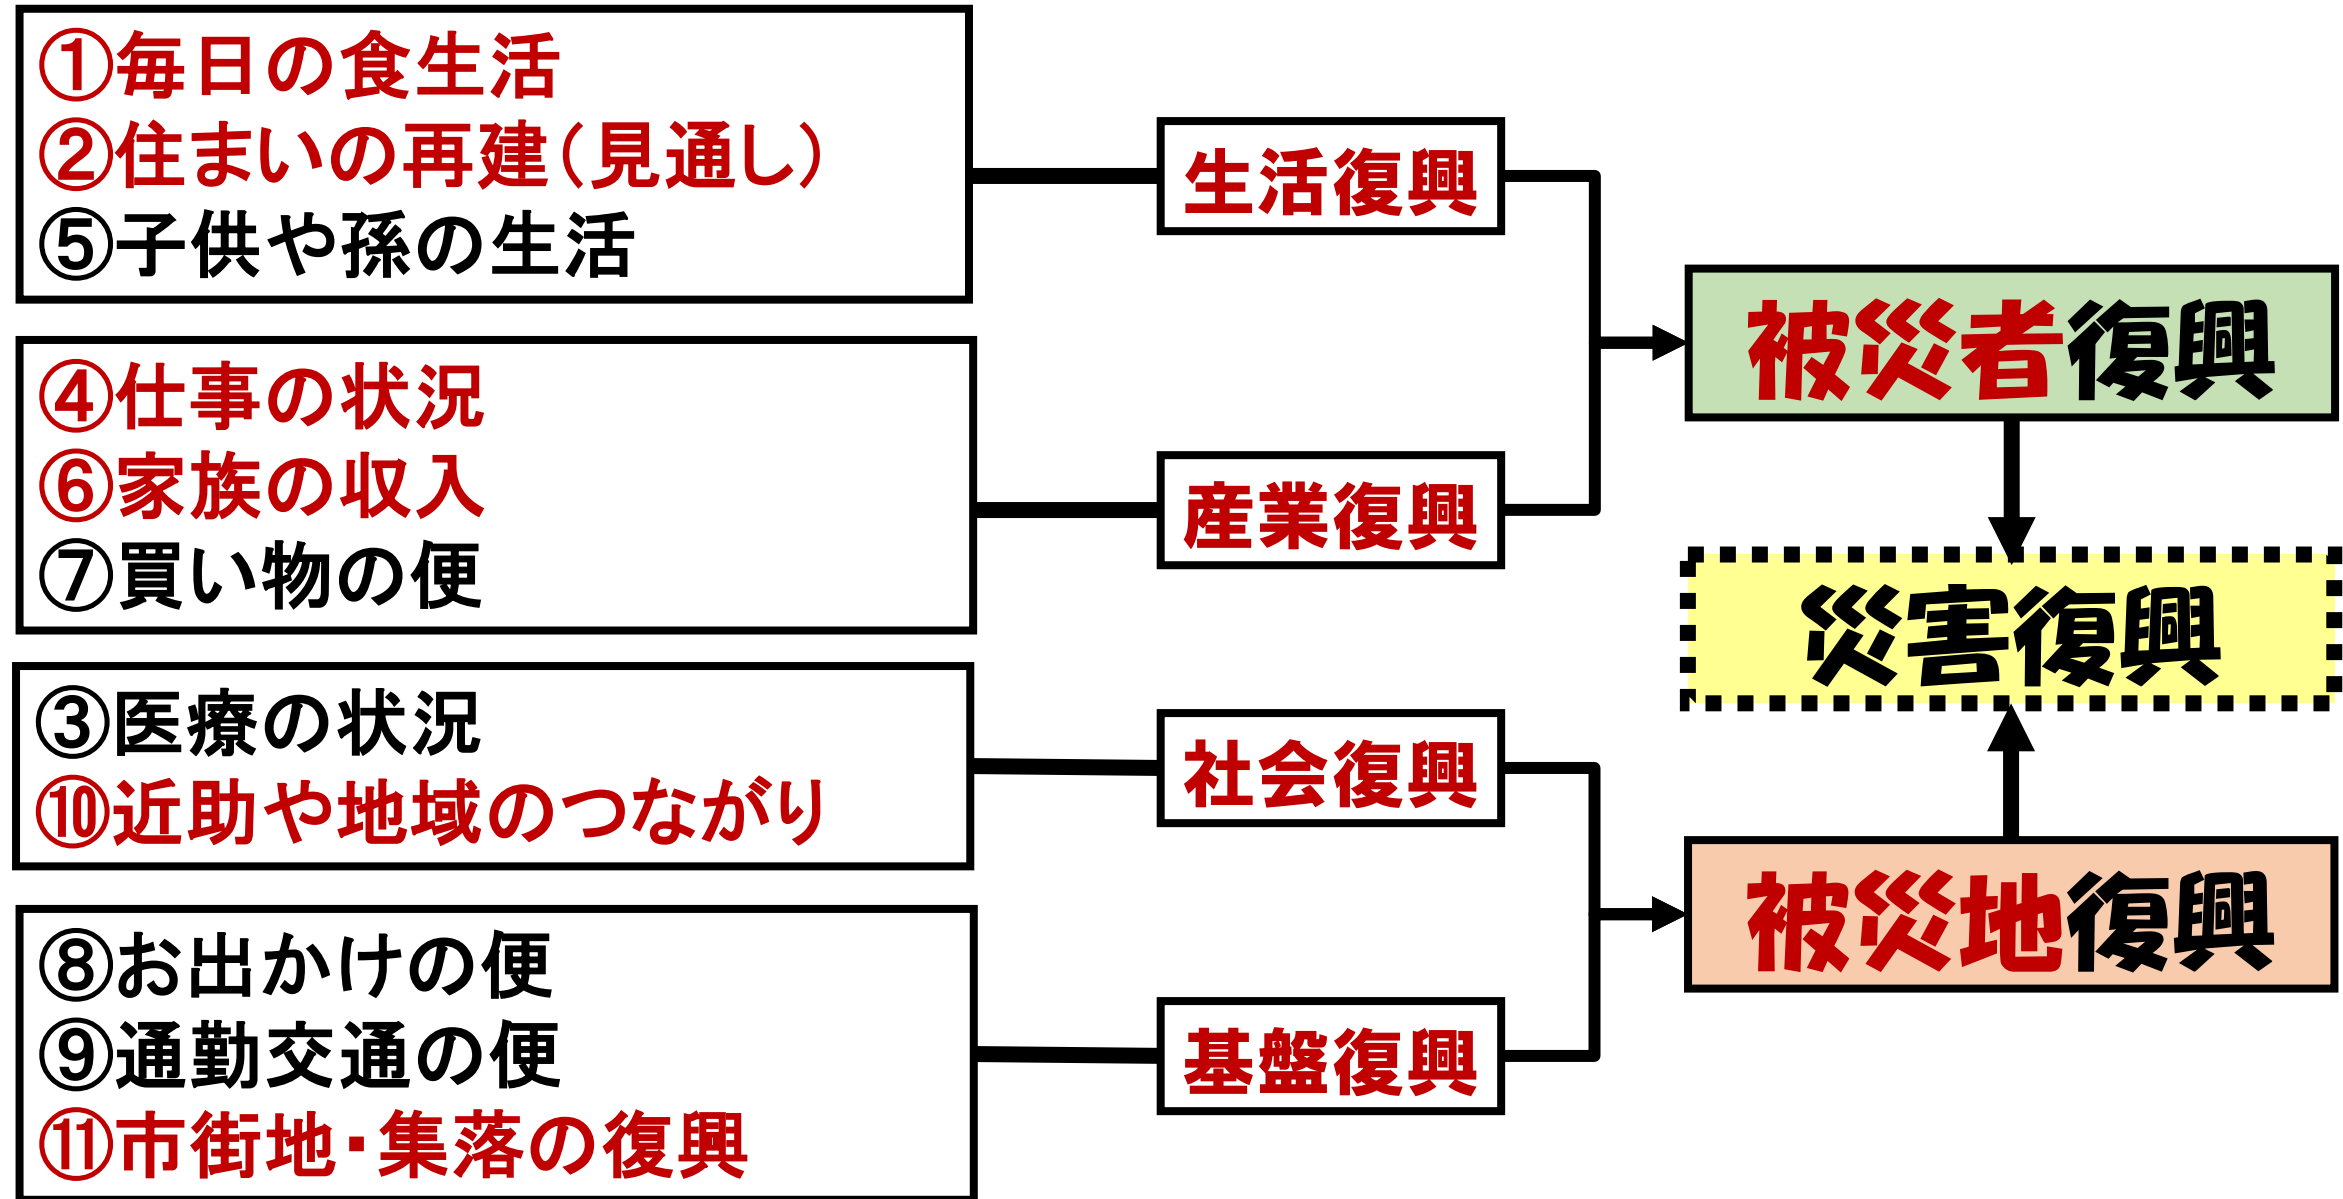 ①毎日の食生活
②住まいの再建(見通し)
⑤子供や孫の生活
④仕事の状況
⑥家族の収入
⑦買い物の便
③医療の状況
⑩近助や地域のつながり
⑧お出かけの便
⑨通勤交通の便
⑪市街地・集落の復興
生活復興
産業復興
社会復興
基盤復興
被災者復興
災害復興
被災地復興